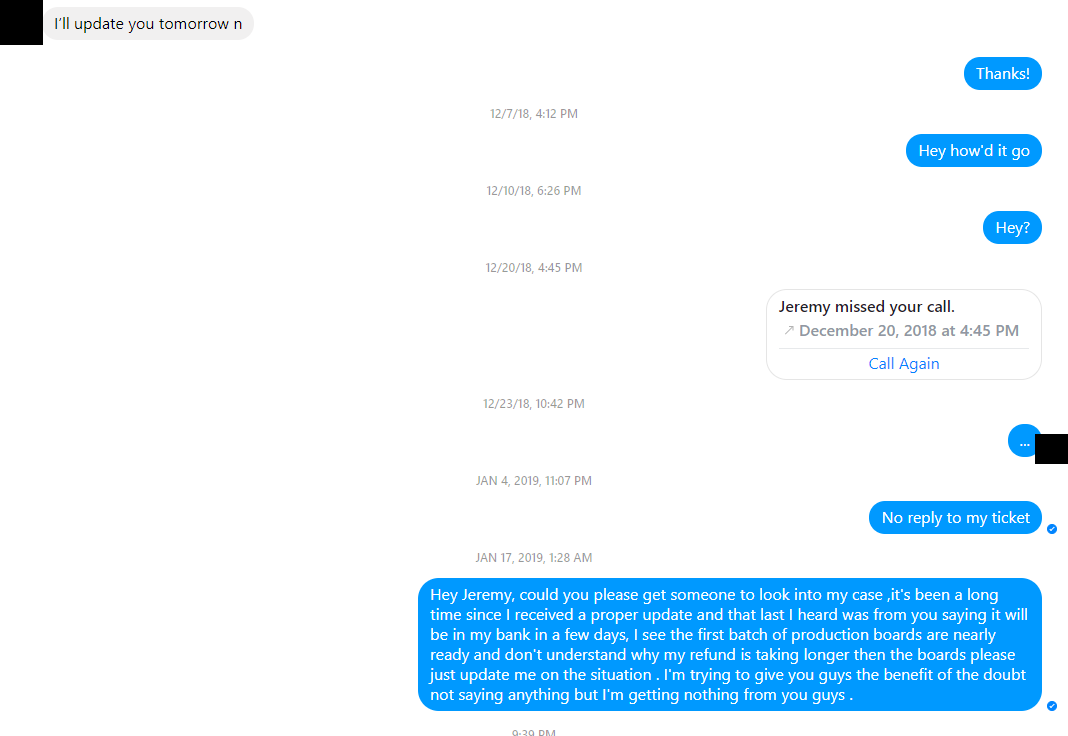 I'll update you tomorrow n
Thanks!
12/7/18, 4:12 PM
Hey how'd it go
12/10/18, 6:26 PM
Hey?
12/20/18, 4:45 PM
Jeremy missed your call.
↗ December 20, 2018 at 4:45 PM
Call Again
12/23/18, 10:42 PM
...
JAN 4, 2019, 11:07 PM
No reply to my ticket
JAN 17, 2019, 1:28 AM
Hey Jeremy, could you please get someone to look into my case ,it's been a long
time since I received a proper update and that last I heard was from you saying it will
be in my bank in a few days, I see the first batch of production boards are nearly
ready and don't understand why my refund is taking longer then the boards please
just update me on the situation . I'm trying to give you guys the benefit of the doubt
not saying anything but I'm getting nothing from you guys .
9:39 PM